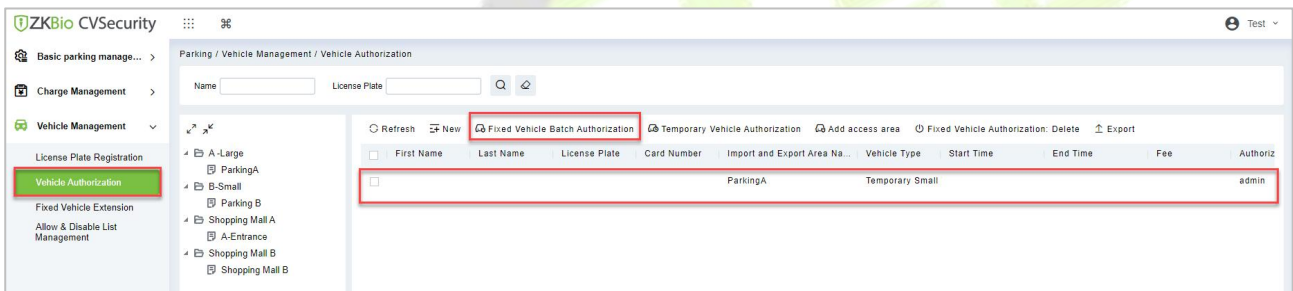 ZKBio CVSecurity
Test
Basic parking manage...
Charge Management
Vehicle Management
License Plate Registration
Vehicle Authorization
Fixed Vehicle Extension
Allow & Disable List
Management
Parking / Vehicle Management / Vehicle Authorization
Name License Plate
A -Large
ParkingA
B-Small
Parking B
Shopping Mall A
A-Entrance
Shopping Mall B
Shopping Mall B
Refresh New Fixed Vehicle Batch Authorization Temporary Vehicle Authorization Add access area Fixed Vehicle Authorization: Delete Export
First Name Last Name License Plate Card Number Import and Export Area Na... Vehicle Type Start Time End Time Fee Authoriz
ParkingA Temporary Small admin